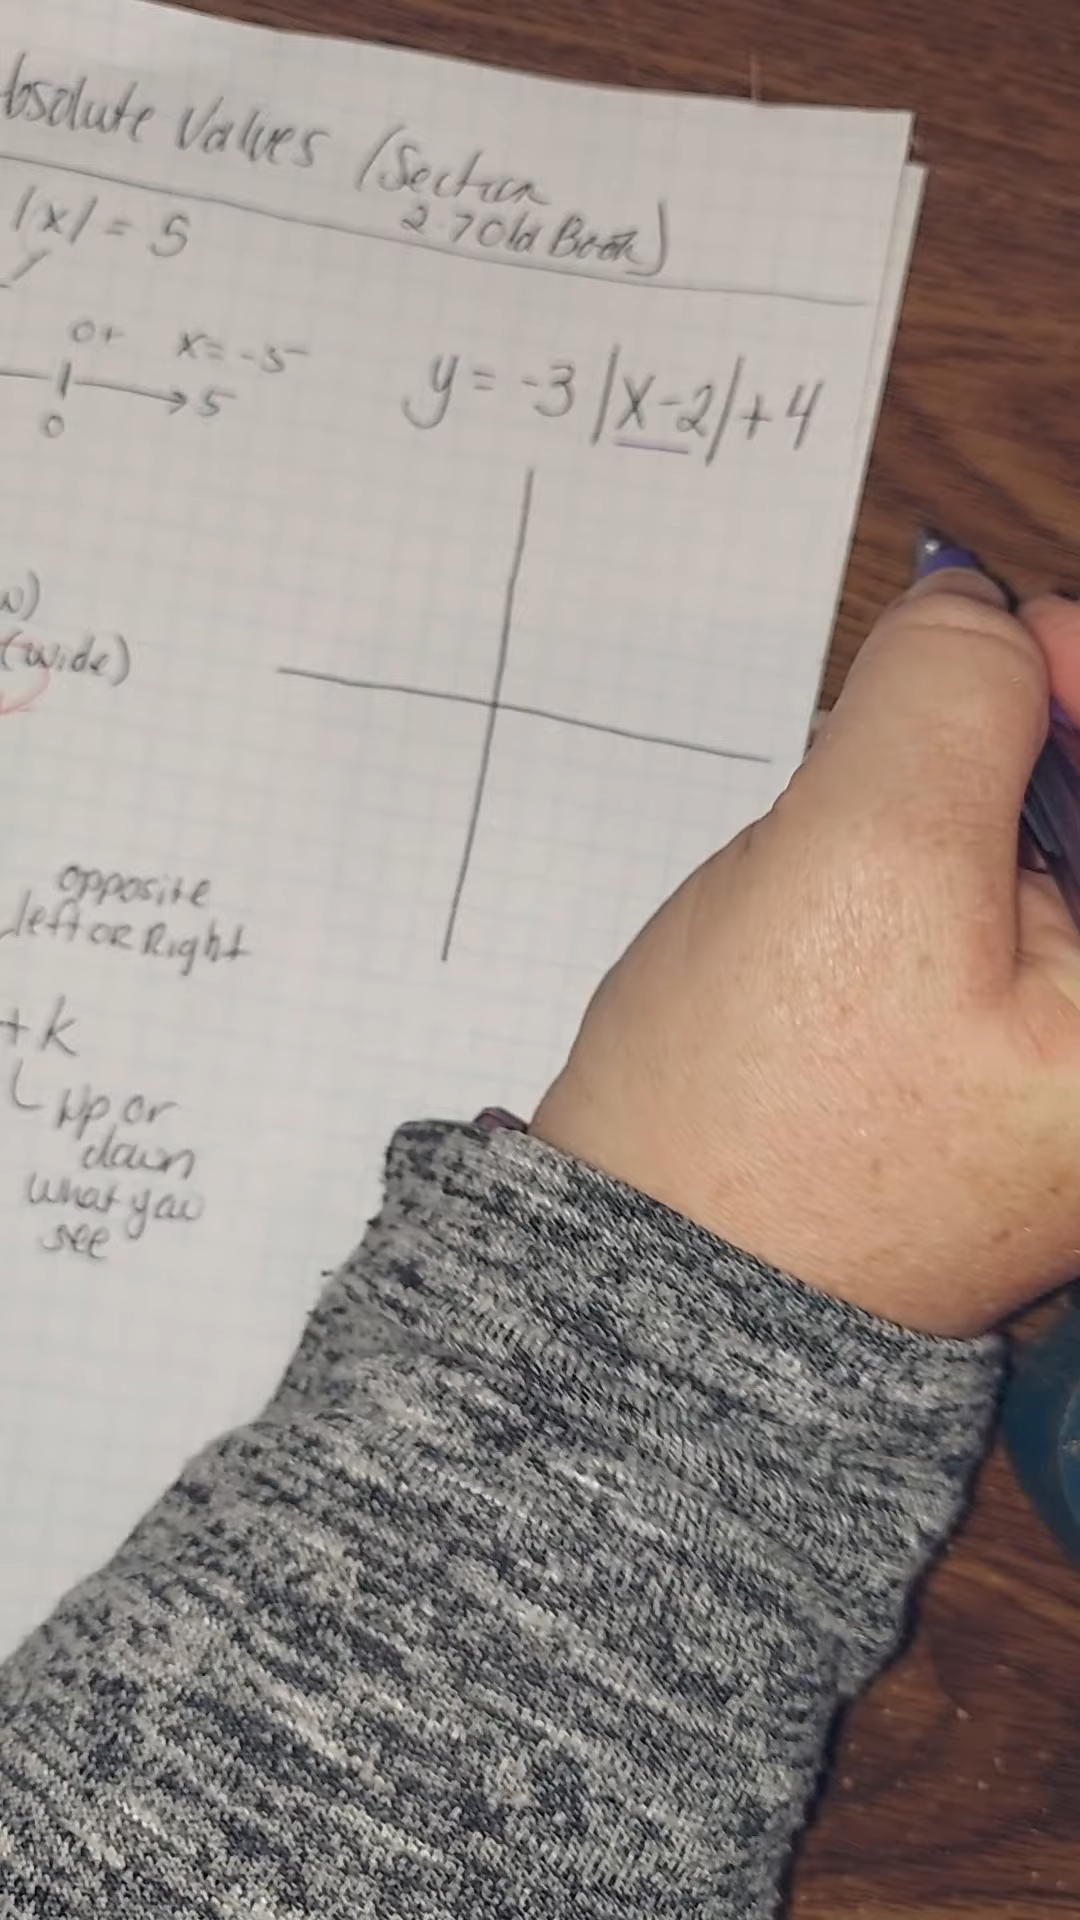 bsolute Values (Section
2.7 Old Book)
|x| = 5
or x = -5
5
0
y = -3 |x-2| + 4
(wide)
opposite
left or Right
+ k
up or
down
what you
see